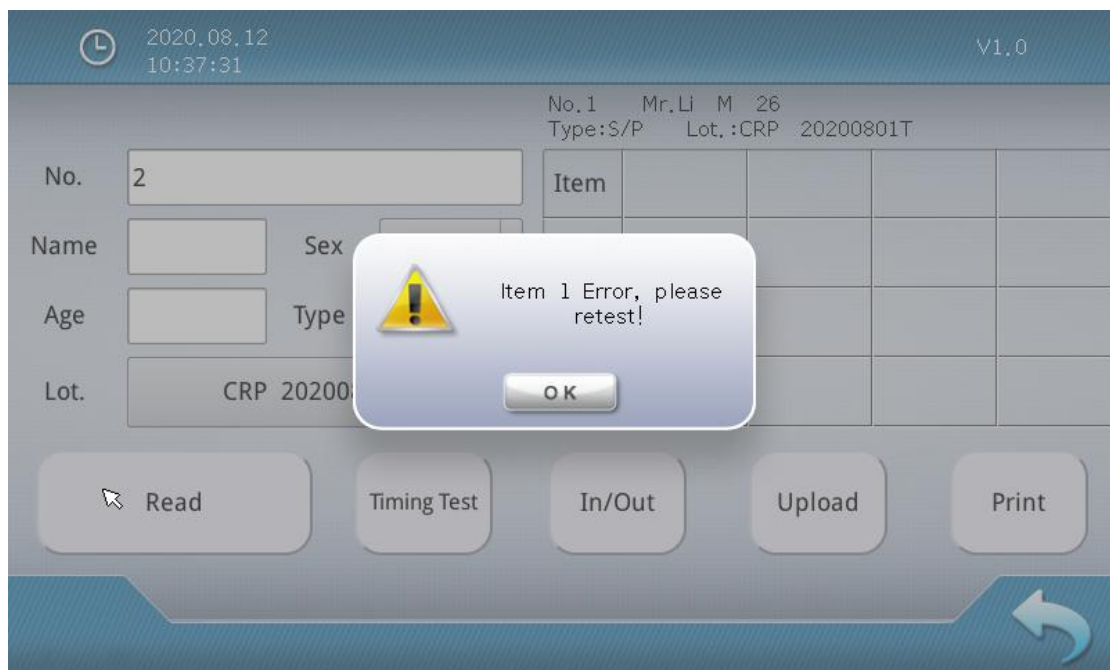 2020.08.12
10:37:31
V1.0
No.1 Mr.Li M 26
Type:S/P Lot.:CRP 20200801T
No. 2
Item
Name
Sex
Age
Type
Lot.
CRP 20200
Item 1 Error, please
retest!
OK
Read
Timing Test
In/Out
Upload
Print